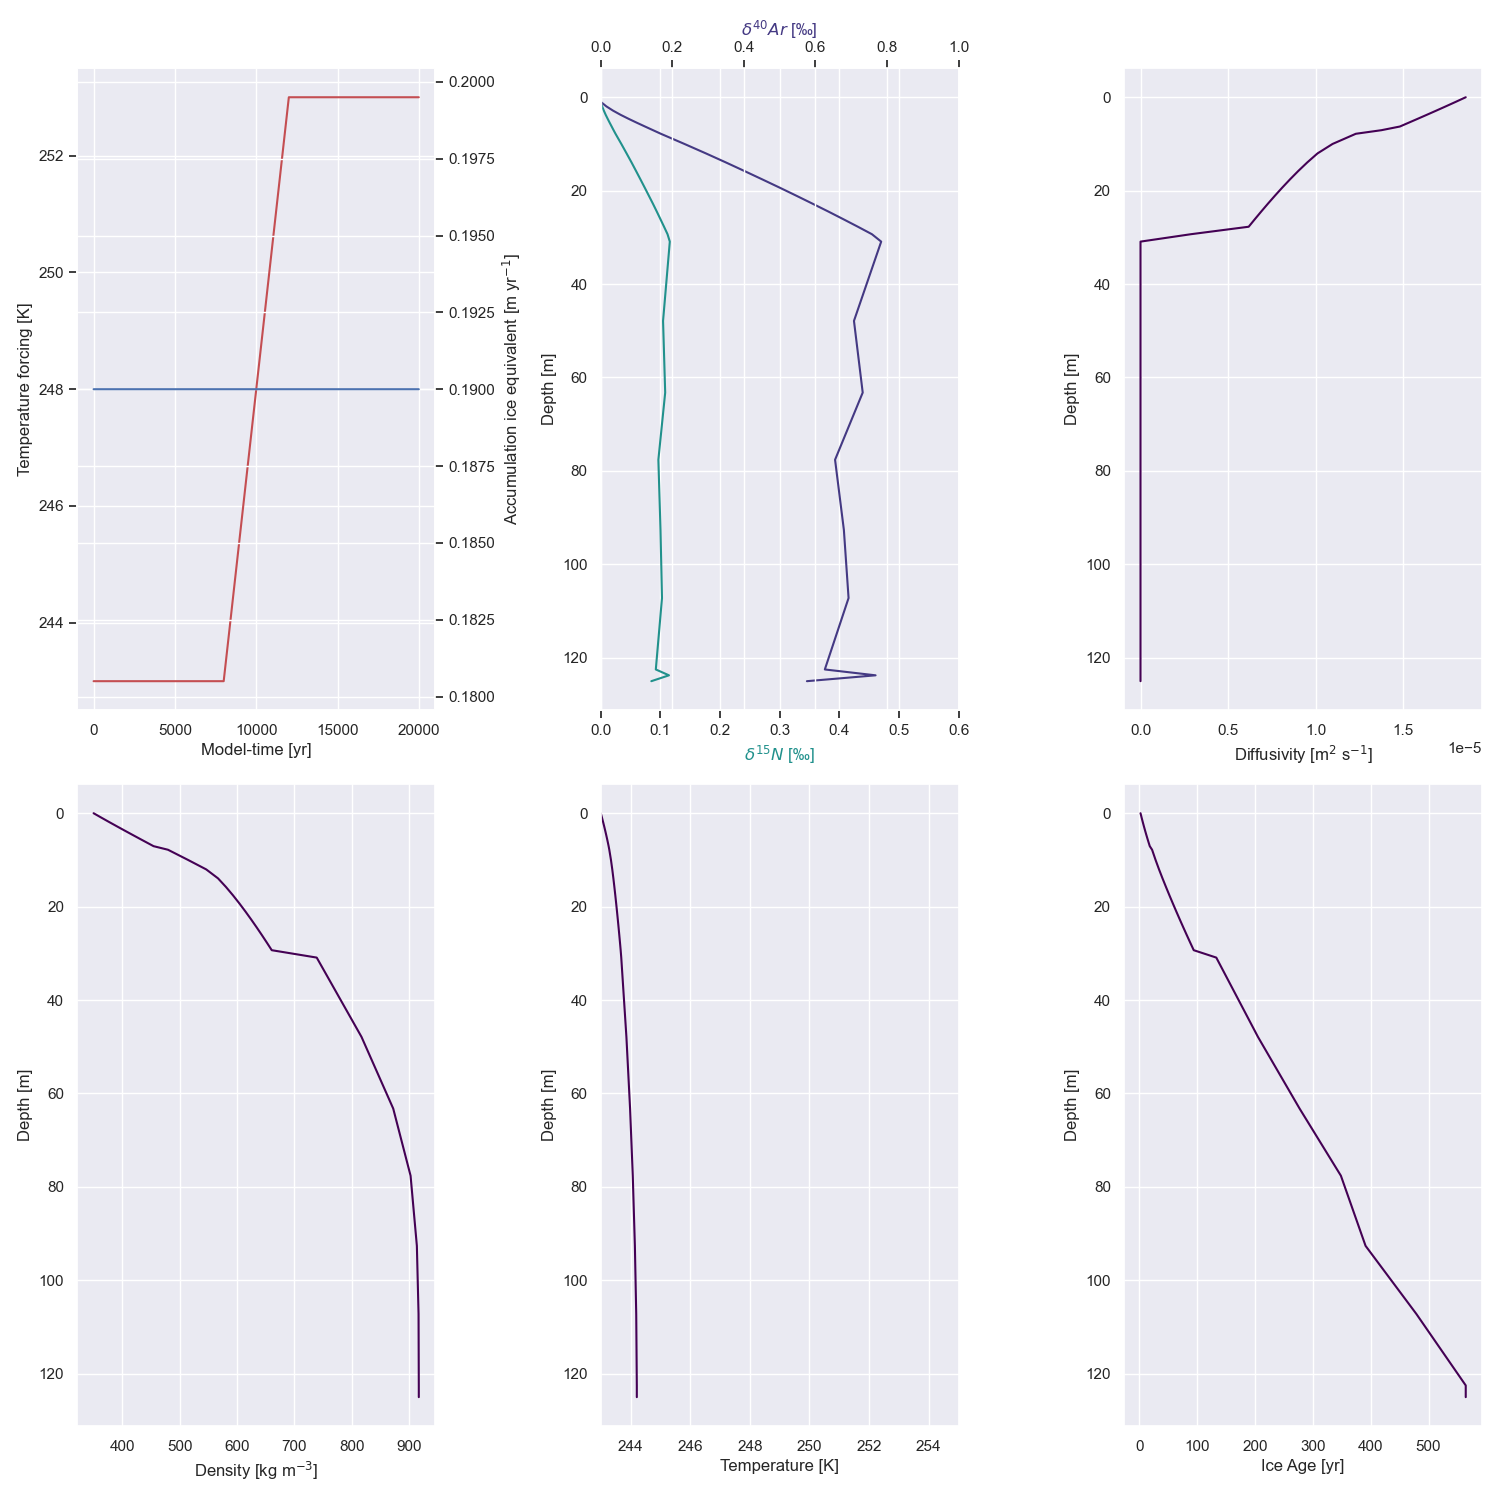 δ⁴⁰Ar [‰]
0.0 0.2 0.4 0.6 0.8 1.0
Temperature forcing [K]
252
250
248
246
244
0 5000 10000 15000 20000
Model-time [yr]
0.2000
0.1975
0.1950
0.1925
0.1900
0.1875
0.1850
0.1825
0.1800
Accumulation ice equivalent [m yr⁻¹]
Depth [m]
0
20
40
60
80
100
120
0.0 0.1 0.2 0.3 0.4 0.5 0.6
δ¹⁵N [‰]
Depth [m]
0
20
40
60
80
100
120
0.0 0.5 1.0 1.5
1e−5
Diffusivity [m² s⁻¹]
Depth [m]
0
20
40
60
80
100
120
400 500 600 700 800 900
Density [kg m⁻³]
Depth [m]
0
20
40
60
80
100
120
244 246 248 250 252 254
Temperature [K]
Depth [m]
0
20
40
60
80
100
120
0 100 200 300 400 500
Ice Age [yr]